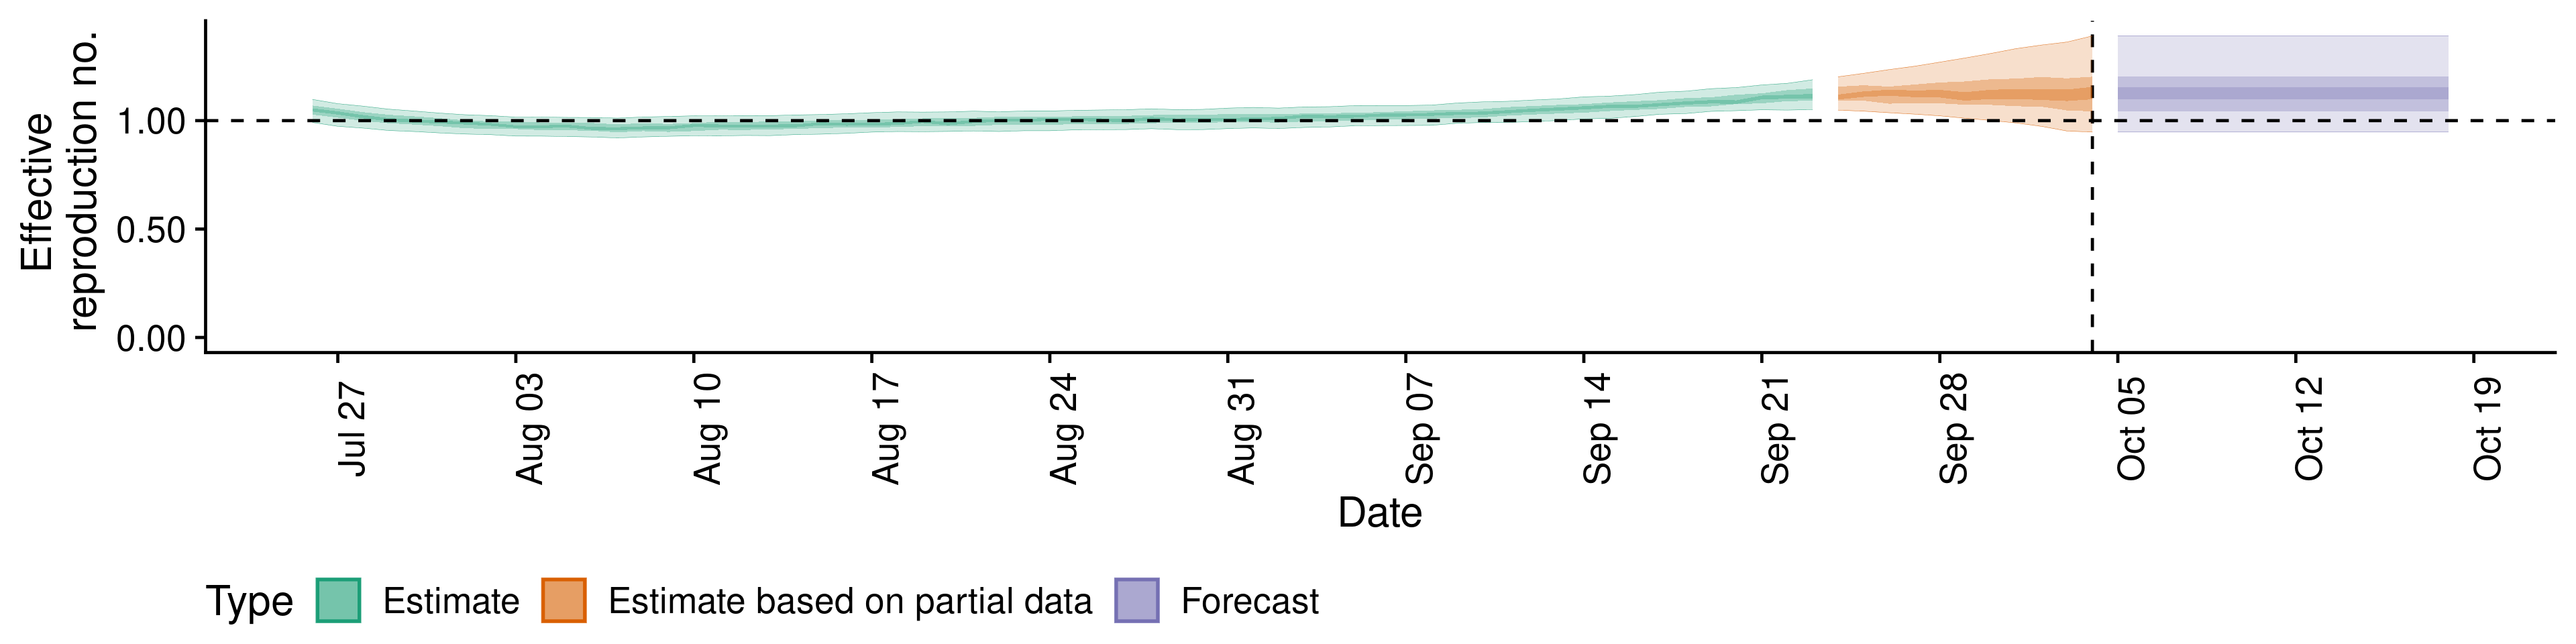 Effective
reproduction no.
1.00
0.50
0.00
Jul 27
Aug 03
Aug 10
Aug 17
Aug 24
Aug 31
Sep 07
Sep 14
Sep 21
Sep 28
Oct 05
Oct 12
Oct 19
Date
Type Estimate Estimate based on partial data Forecast